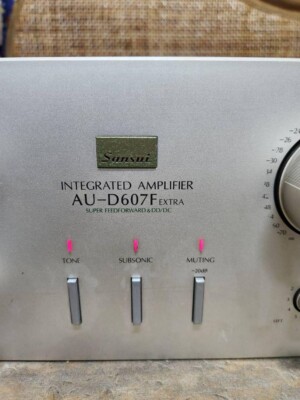 Sansui
INTEGRATED AMPLIFIER
AU-D607F EXTRA
SUPER FEEDFORWARD & DD/DC
TONE
SUBSONIC
MUTING
-20dB